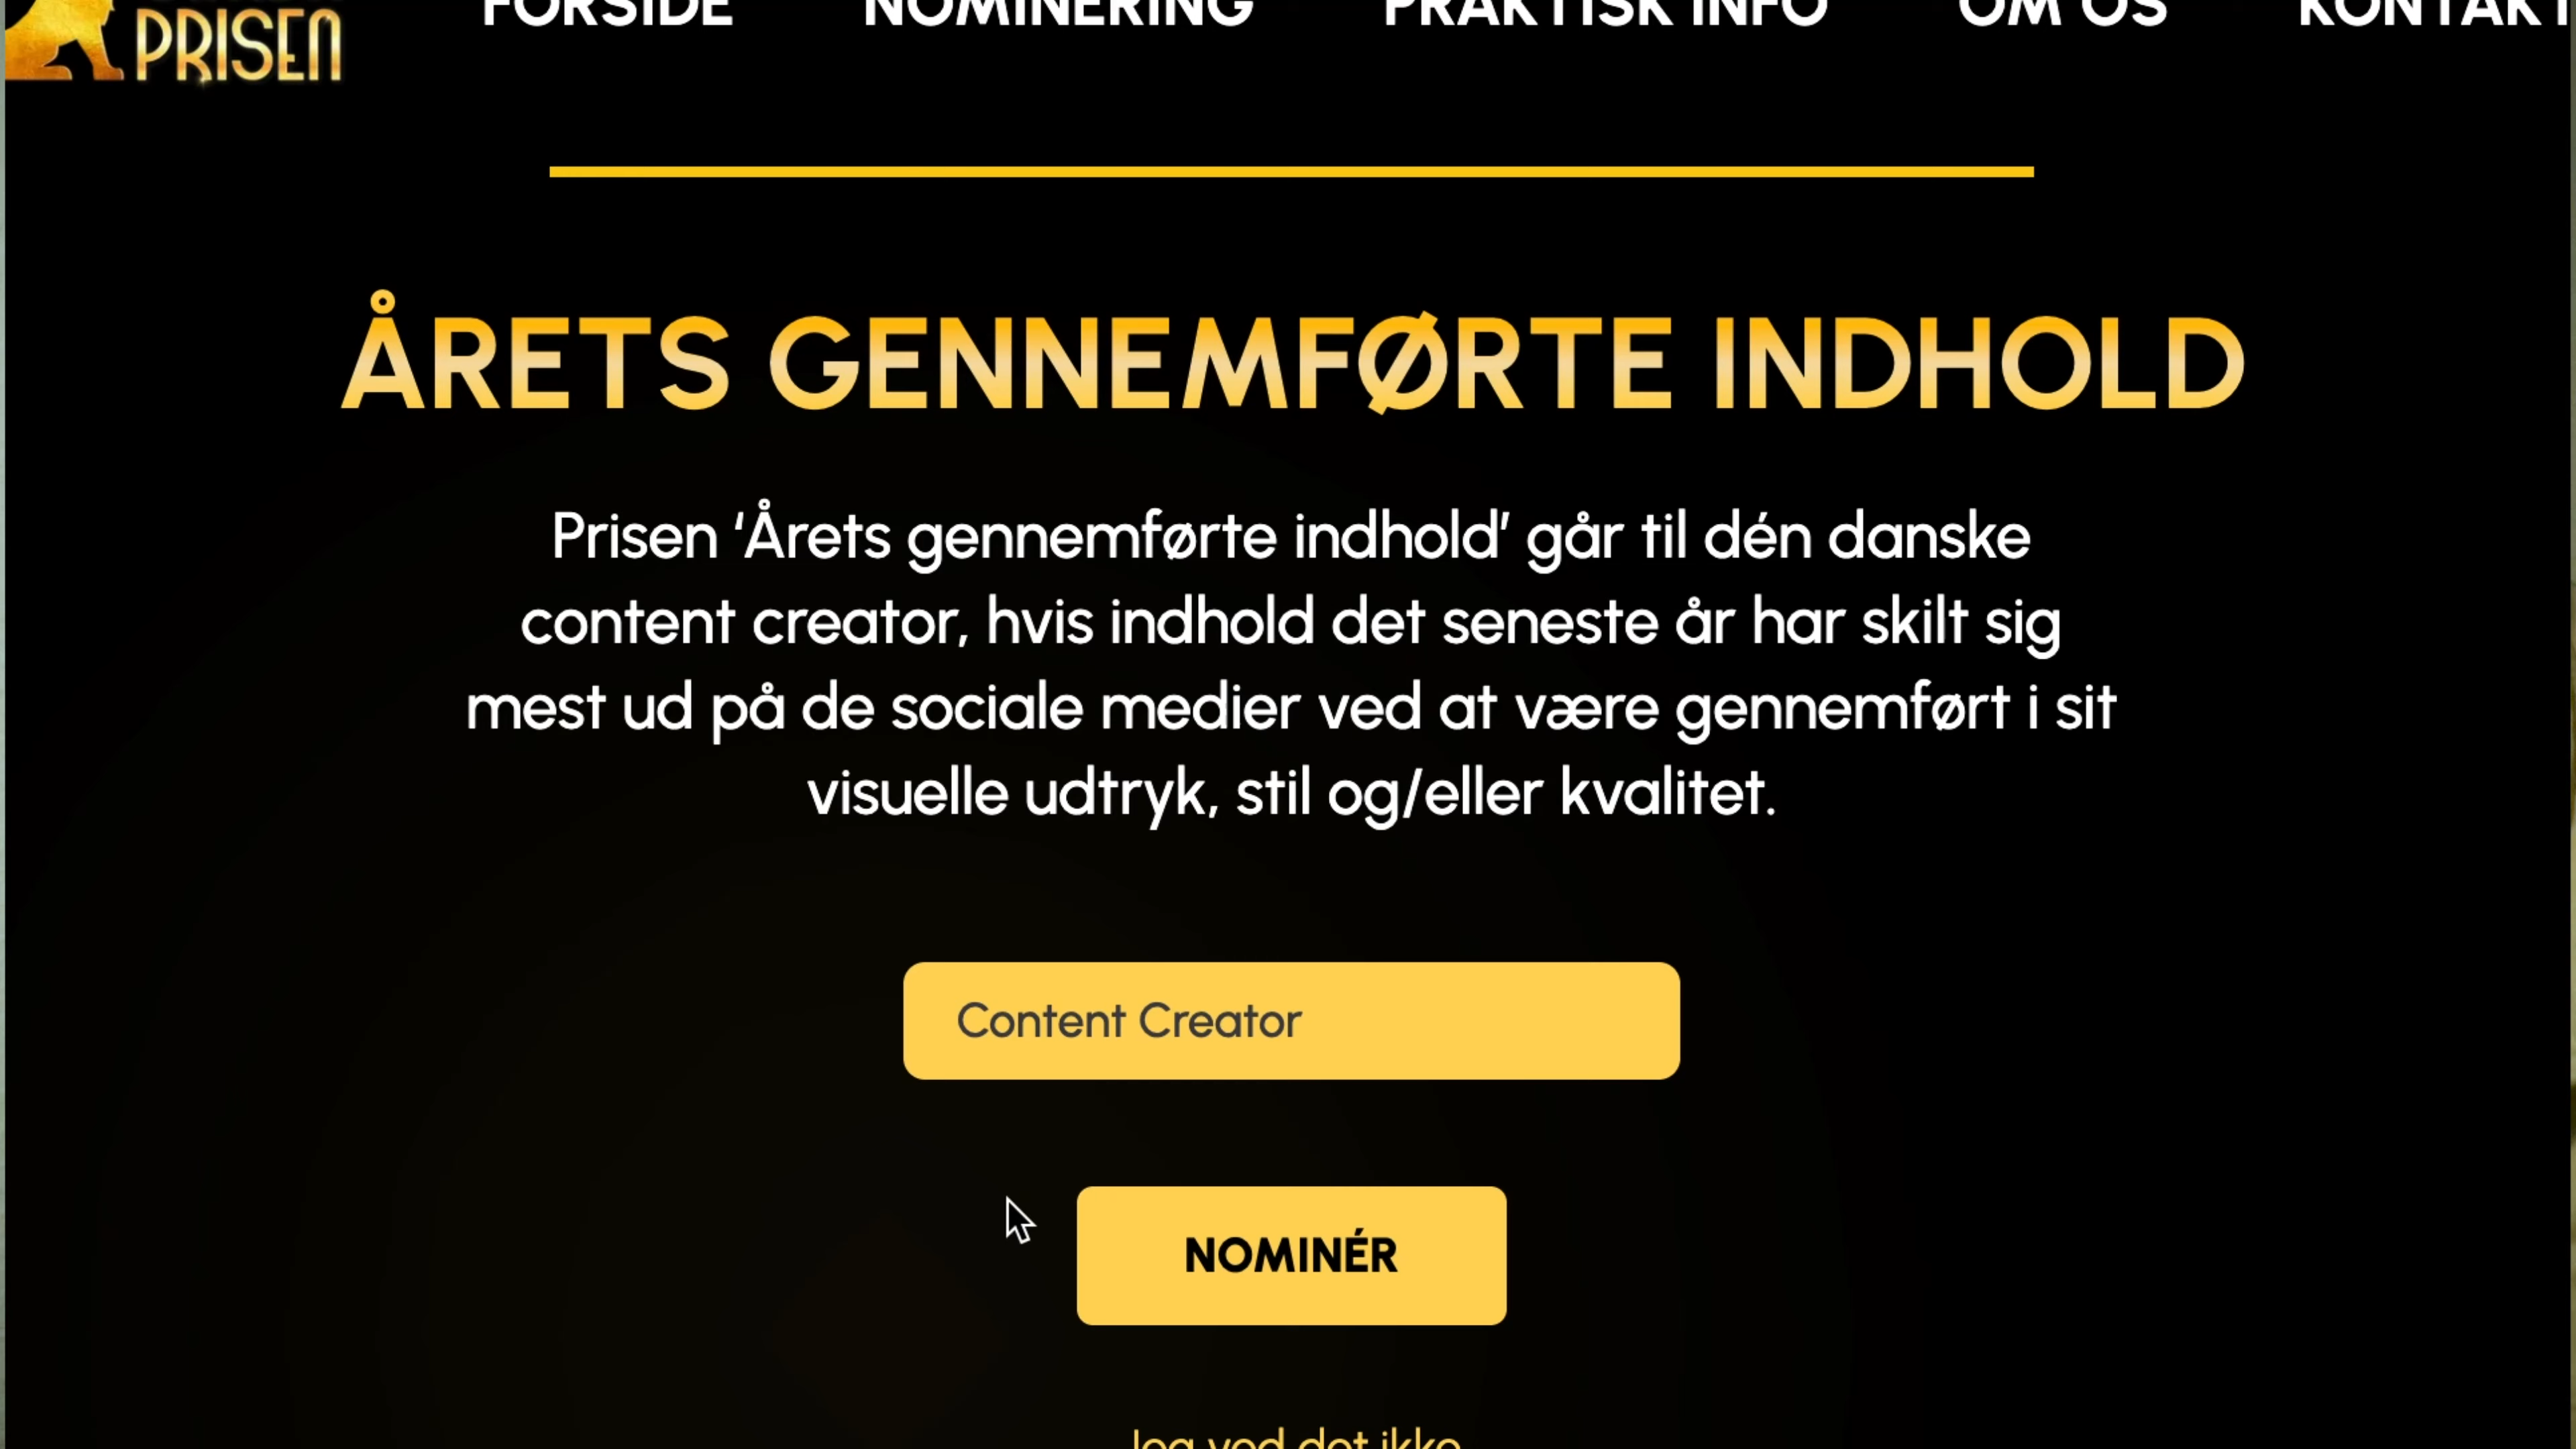 FORSIDE NOMINERING PRAKTISK INFO OM OS KONTAKT
PRISEN
ÅRETS GENNEMFØRTE INDHOLD
Prisen ‘Årets gennemførte indhold’ går til dén danske
content creator, hvis indhold det seneste år har skilt sig
mest ud på de sociale medier ved at være gennemført i sit
visuelle udtryk, stil og/eller kvalitet.
Content Creator
NOMINÉR
Jeg ved det ikke